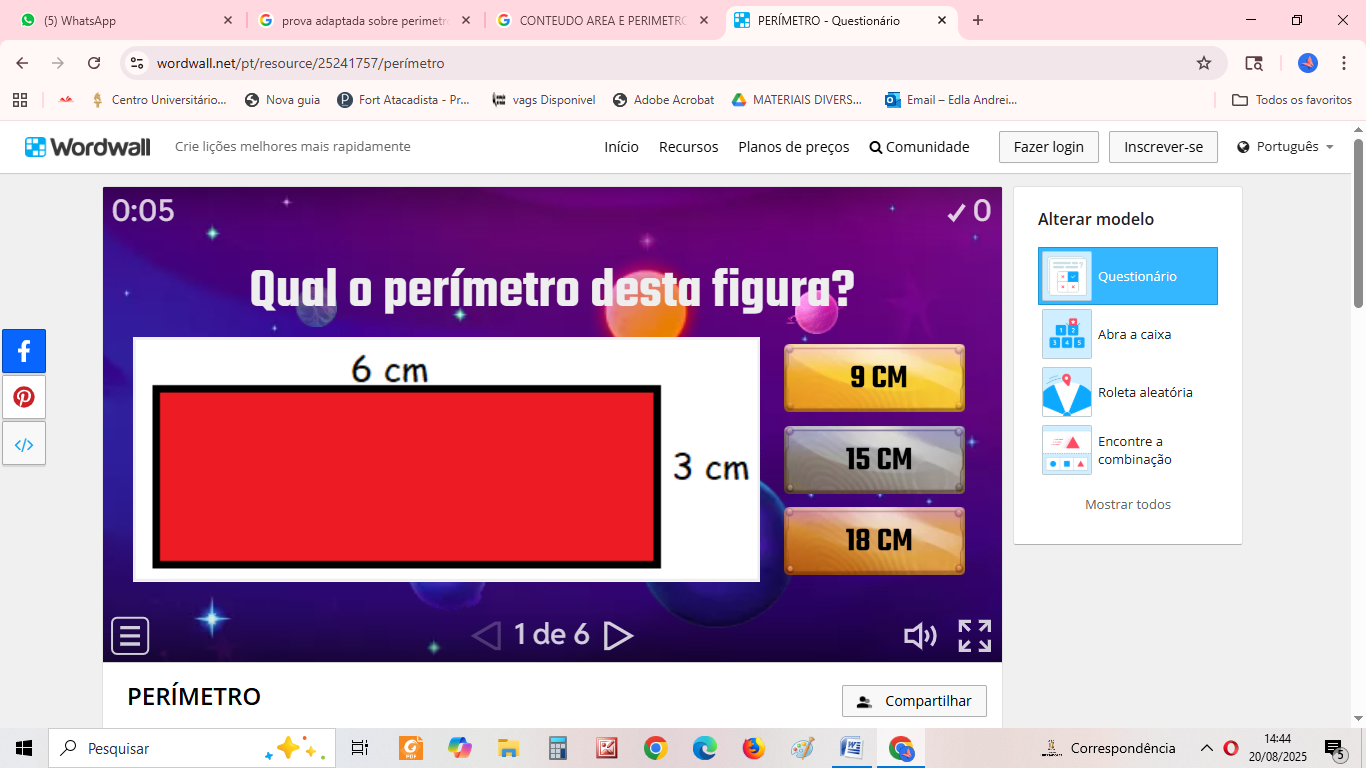 (5) WhatsApp
prova adaptada sobre perimetr
CONTEUDO AREA E PERIMETRO
PERÍMETRO - Questionário
wordwall.net/pt/resource/25241757/perímetro
Centro Universitário...
Nova guia
Fort Atacadista - Pr...
vags Disponivel
Adobe Acrobat
MATERIAIS DIVERS...
Email – Edla Andrei...
Todos os favoritos
Wordwall
Crie lições melhores mais rapidamente
Início
Recursos
Planos de preços
Comunidade
Fazer login
Inscrever-se
Português
0:05
0
Qual o perímetro desta figura?
6 cm
3 cm
9 CM
15 CM
18 CM
1 de 6
Alterar modelo
Questionário
Abra a caixa
Roleta aleatória
Encontre a
combinação
Mostrar todos
PERÍMETRO
Compartilhar
Pesquisar
Correspondência
14:44
20/08/2025
5